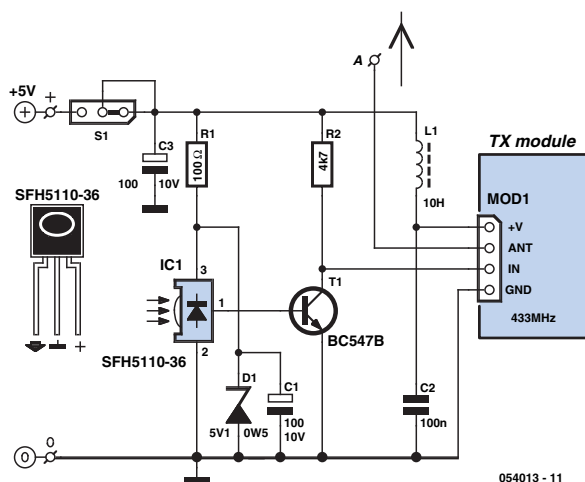 A
+5V
+
S1
R1
100Ω
R2
4k7
L1
TX module
C3
100
10V
SFH5110-36
10H
MOD1
+V
ANT
IN
GND
433MHz
IC1
3
1
2
T1
BC547B
SFH5110-36
+
D1
5V1
0W5
C1
100
10V
C2
100n
0
0
054013 - 11